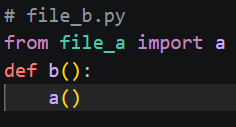 # file_b.py
from file_a import a
def b():
    a()